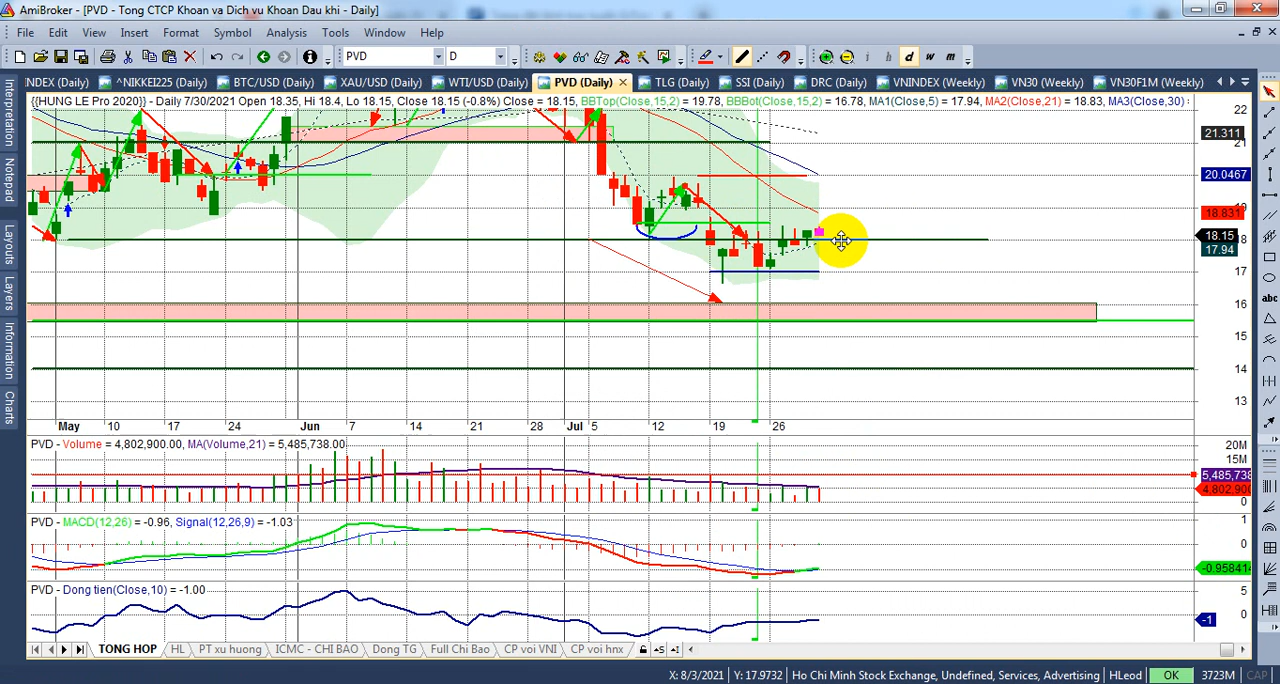 AmiBroker - [PVD - Tong CTCP Khoan va Dich vu Khoan Dau khi - Daily]
File Edit View Insert Format Symbol Analysis Tools Window Help
PVD D i h d w m
INDEX (Daily) ^NIKKEI225 (Daily) BTC/USD (Daily) XAU/USD (Daily) WTI/USD (Daily) PVD (Daily) TLG (Daily) SSI (Daily) DRC (Daily) VNINDEX (Weekly) VN30 (Weekly) VN30F1M (Weekly)
{{HUNG LE Pro 2020}} - Daily 7/30/2021 Open 18.35, Hi 18.4, Lo 18.15, Close 18.15 (-0.8%) Close = 18.15, BBTop(Close,15,2) = 19.78, BBBot(Close,15,2) = 16.78, MA1(Close,5) = 17.94, MA2(Close,21) = 18.83, MA3(Close,30) :
Interpretation
Notepad
Layouts
Layers
Information
Charts
abc
22
21.311
21
20.0467
19
18.831
18.15
18
17.94
17
16
15
14
13
May 10 17 24 Jun 7 14 21 28 Jul 5 12 19 26
PVD - Volume = 4,802,900.00, MA(Volume,21) = 5,485,738.00
20M
15M
5,485,738
4,802,900
0
PVD - MACD(12,26) = -0.96, Signal(12,26,9) = -1.03
1
0
-0.958414
PVD - Dong tien(Close,10) = -1.00
5
0
-1
TONG HOP HL PT xu huong ICMC - CHI BAO Dong TG Full Chi Bao CP voi VNI CP voi hnx
X: 8/3/2021 Y: 17.9732 Ho Chi Minh Stock Exchange, Undefined, Services, Advertising HLeod OK 3723M CAP